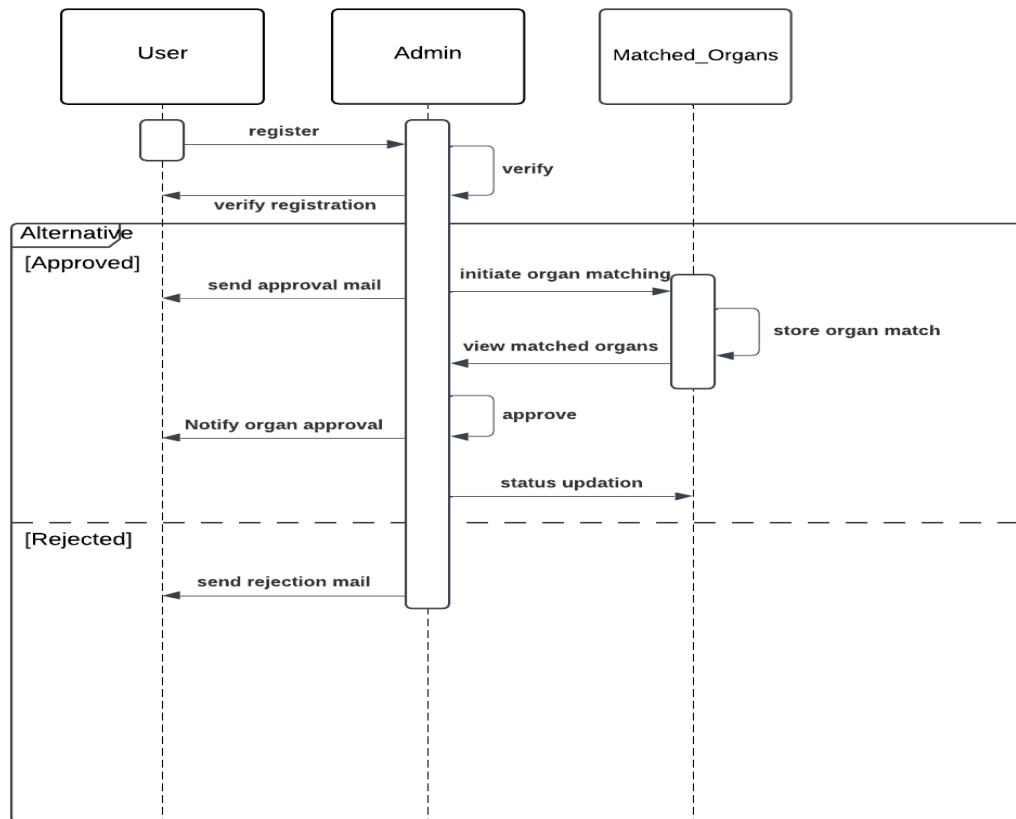 User
Admin
Matched_Organs
register
verify
verify registration
Alternative
[Approved]
initiate organ matching
send approval mail
store organ match
view matched organs
approve
Notify organ approval
status updation
[Rejected]
send rejection mail